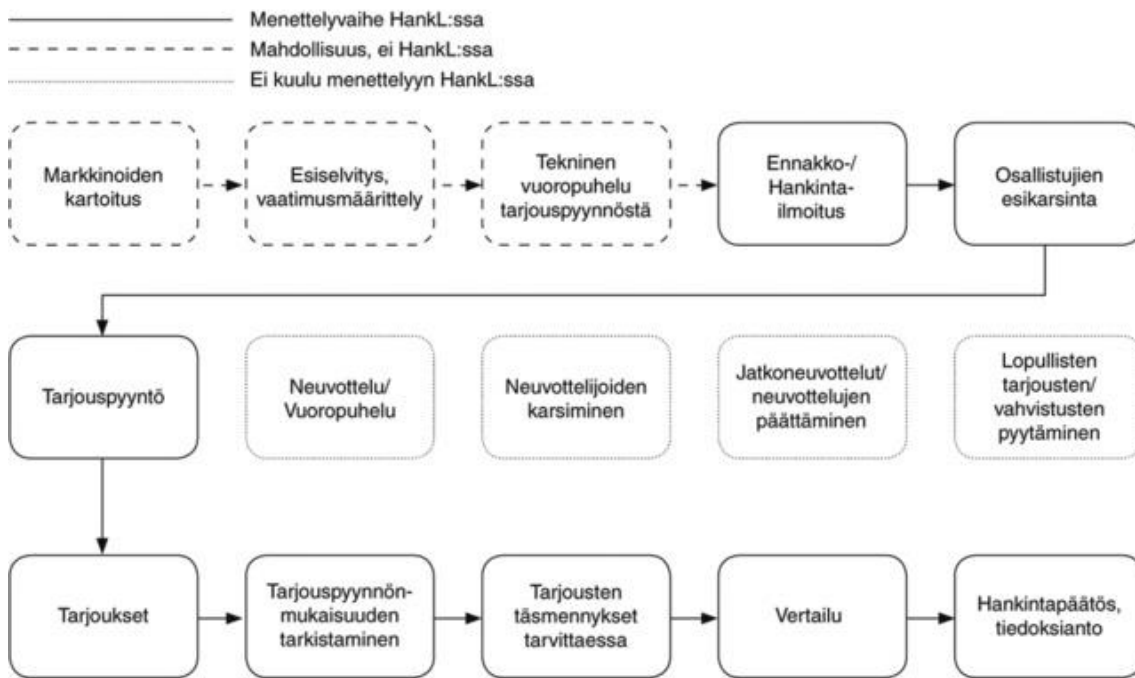 Menettelyvaihe HankL:ssa
Mahdollisuus, ei HankL:ssa
Ei kuulu menettelyyn HankL:ssa
Markkinoiden
kartoitus
Esiselvitys,
vaatimusmäärittely
Tekninen
vuoropuhelu
tarjouspyynnöstä
Ennakko-/
Hankinta-
ilmoitus
Osallistujien
esikarsinta
Tarjouspyyntö
Neuvottelu/
Vuoropuhelu
Neuvottelijoiden
karsiminen
Jatkoneuvottelut/
neuvottelujen
päättäminen
Lopullisten
tarjousten/
vahvistusten
pyytäminen
Tarjoukset
Tarjouspyynnön-
mukaisuuden
tarkistaminen
Tarjousten
täsmennykset
tarvittaessa
Vertailu
Hankintapäätös,
tiedoksianto